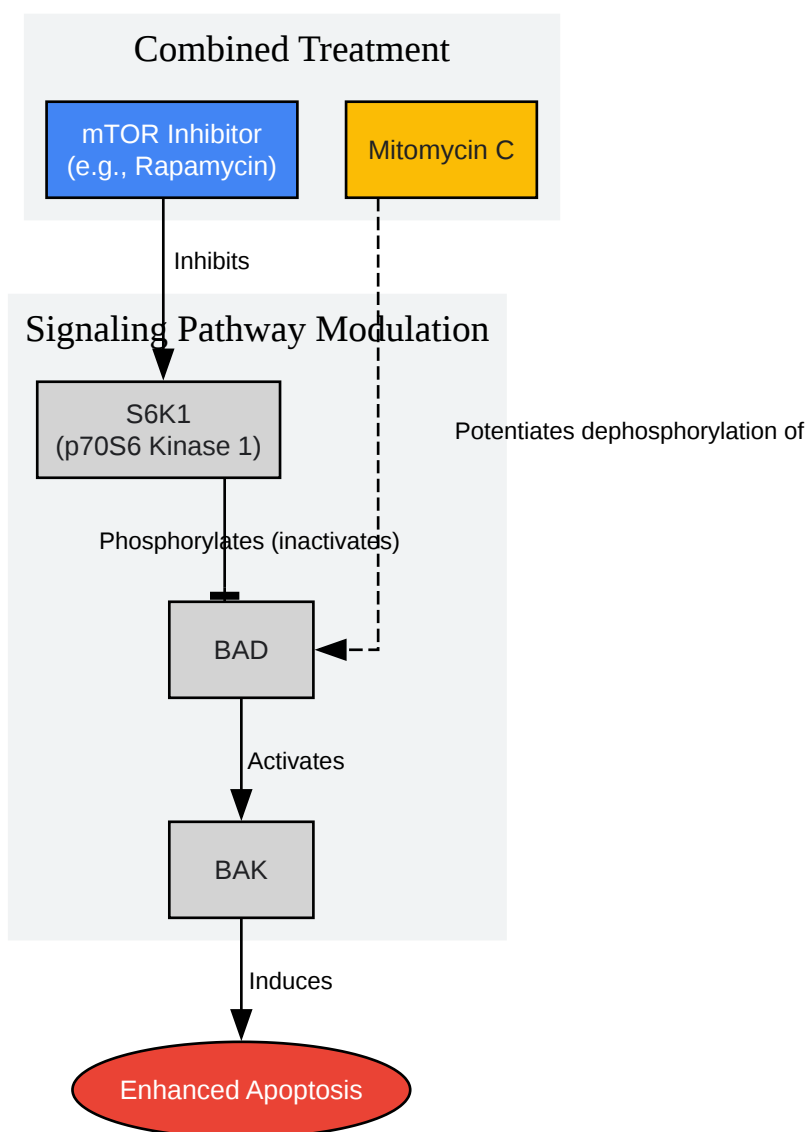 Combined Treatment
mTOR Inhibitor
(e.g., Rapamycin)
Mitomycin C
Inhibits
Signaling Pathway Modulation
S6K1
(p70S6 Kinase 1)
Potentiates dephosphorylation of
Phosphorylates (inactivates)
BAD
Activates
BAK
Induces
Enhanced Apoptosis